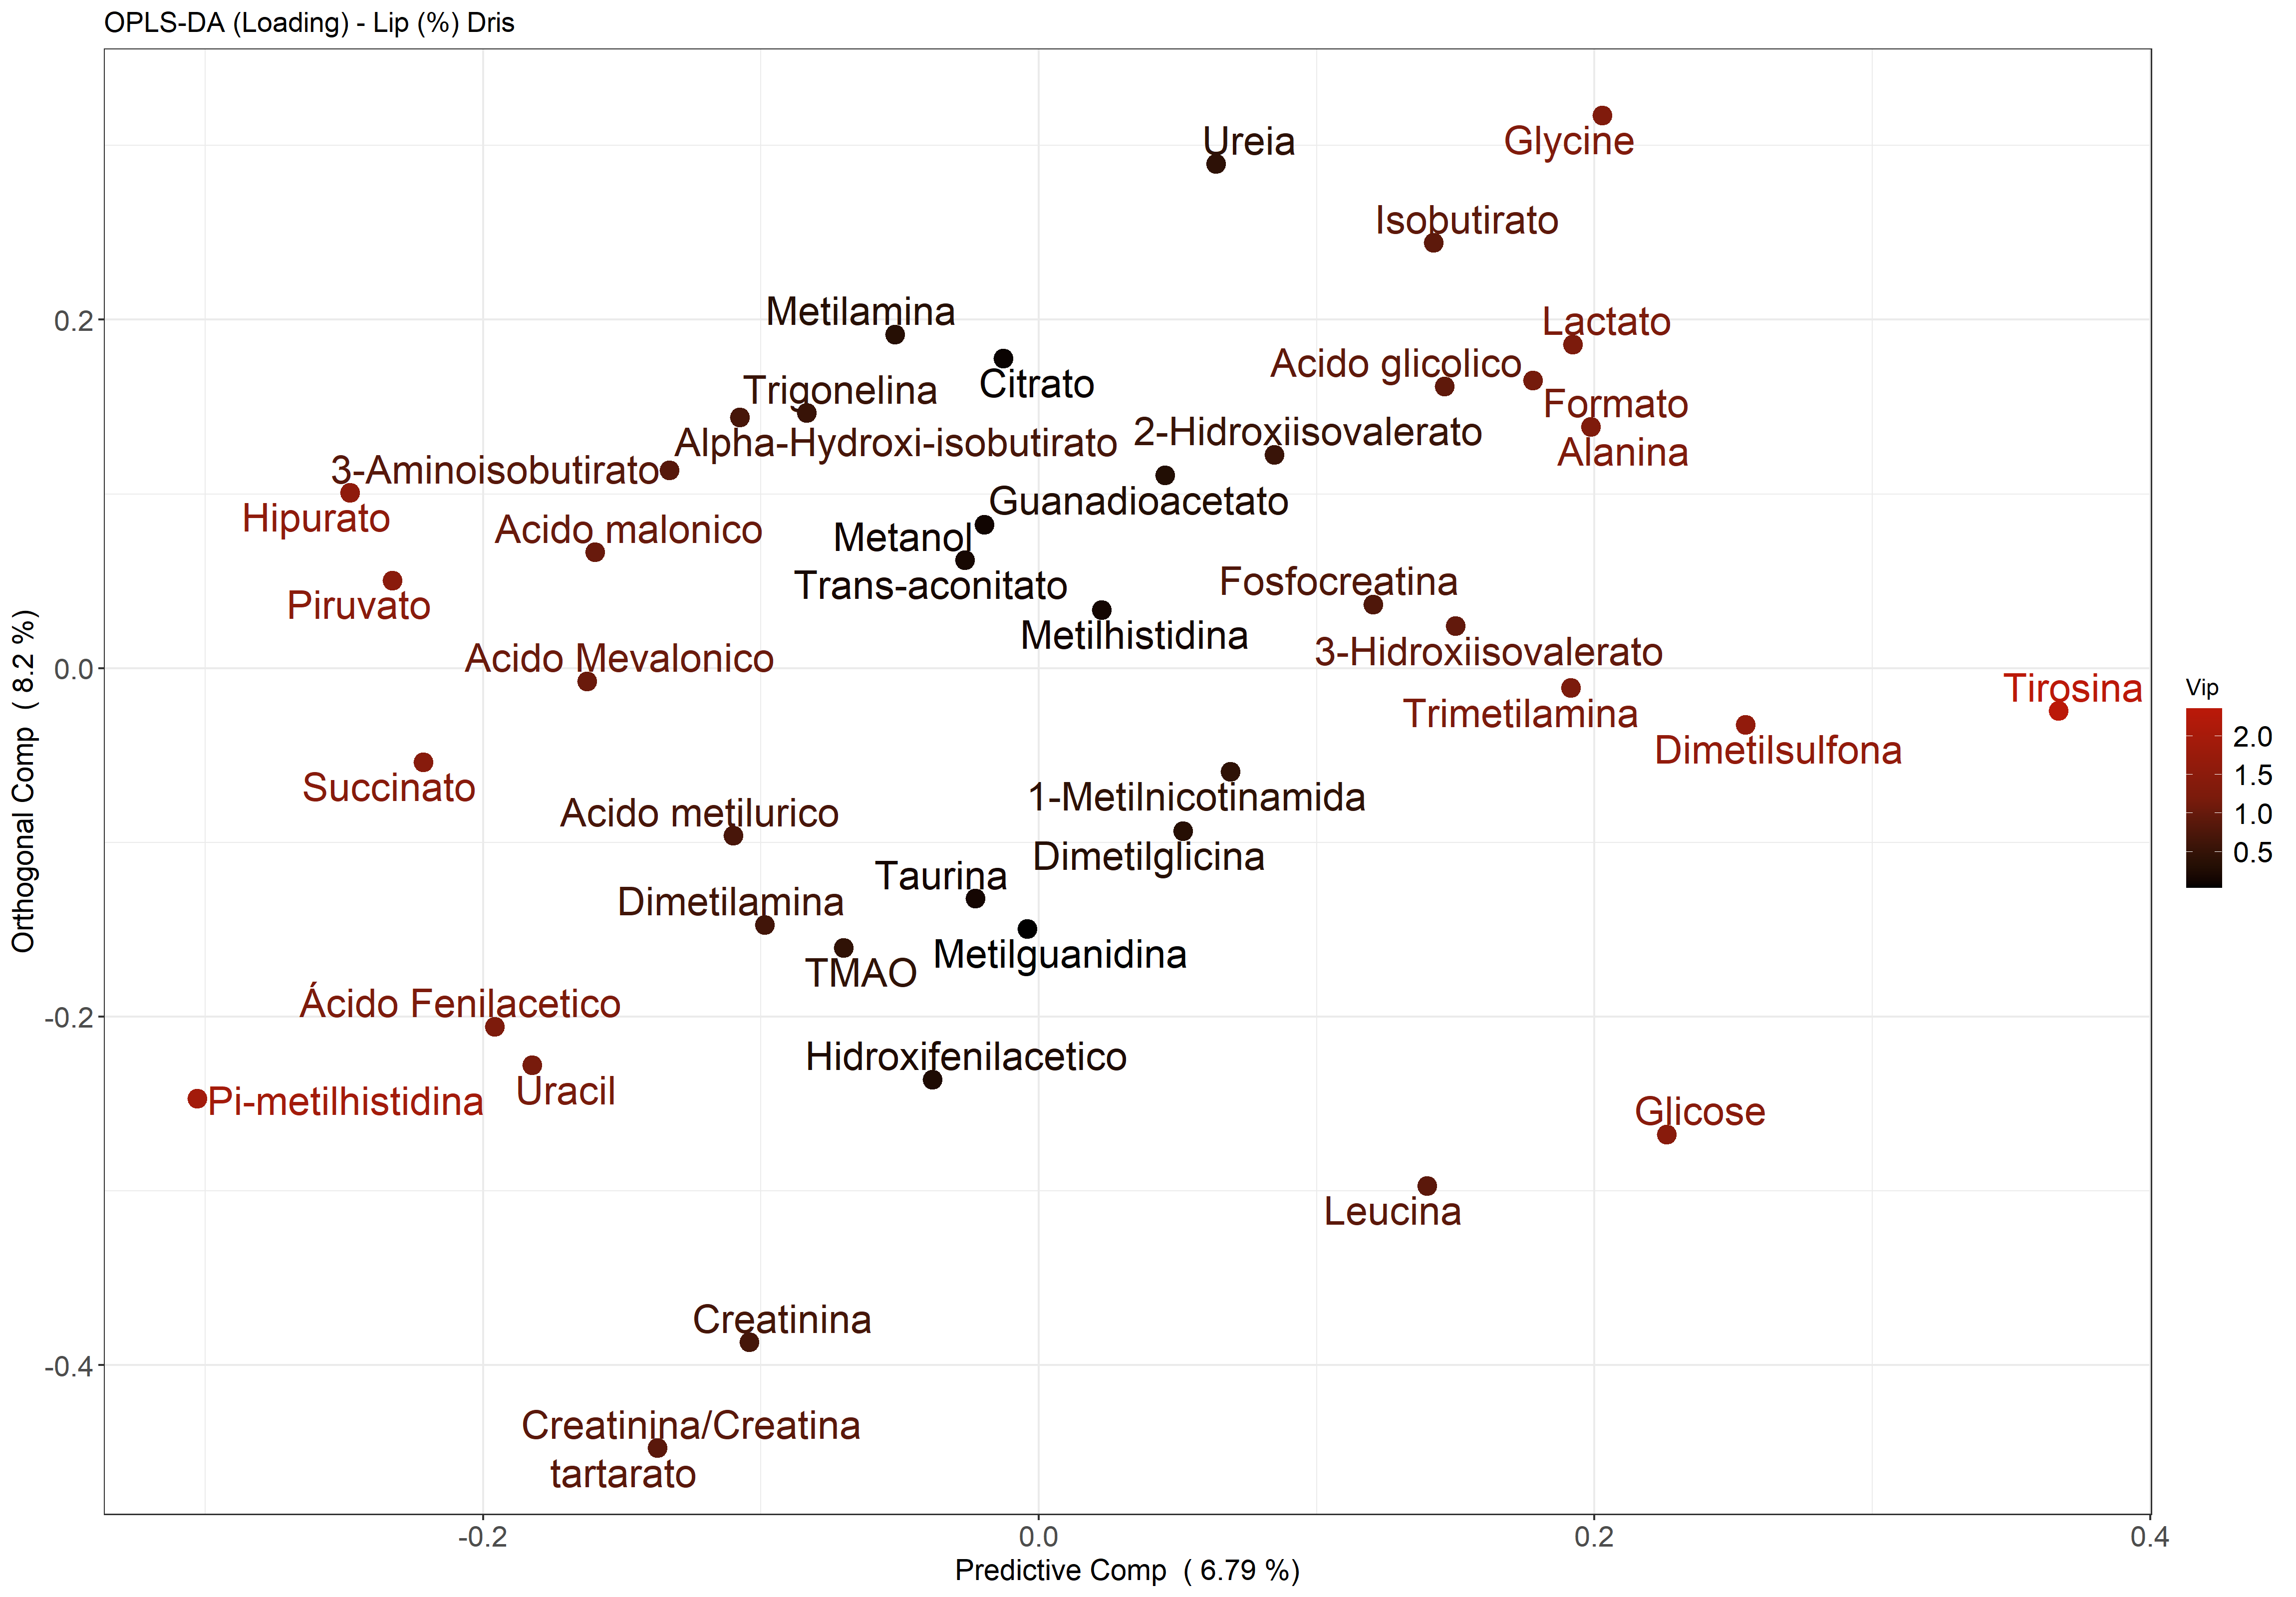 OPLS-DA (Loading) - Lip (%) Dris
Glycine
Ureia
Isobutirato
Metilamina
Lactato
0.2
Acido glicolico
Citrato
Trigonelina
Formato
2-Hidroxiisovalerato
Alpha-Hydroxi-isobutirato
Alanina
3-Aminoisobutirato
Guanadioacetato
Hipurato
Acido malonico
Metanol
Fosfocreatina
Trans-aconitato
Piruvato
Metilhistidina
3-Hidroxiisovalerato
Acido Mevalonico
0.0
Tirosina
Trimetilamina
Dimetilsulfona
Succinato
1-Metilnicotinamida
Acido metilurico
Dimetilglicina
Taurina
Dimetilamina
Metilguanidina
TMAO
Ácido Fenilacetico
-0.2
Hidroxifenilacetico
Uracil
Pi-metilhistidina
Glicose
Leucina
Creatinina
-0.4
Creatinina/Creatina
tartarato
-0.2
0.0
0.2
0.4
Predictive Comp ( 6.79 %)
Orthogonal Comp ( 8.2 %)
Vip
2.0
1.5
1.0
0.5